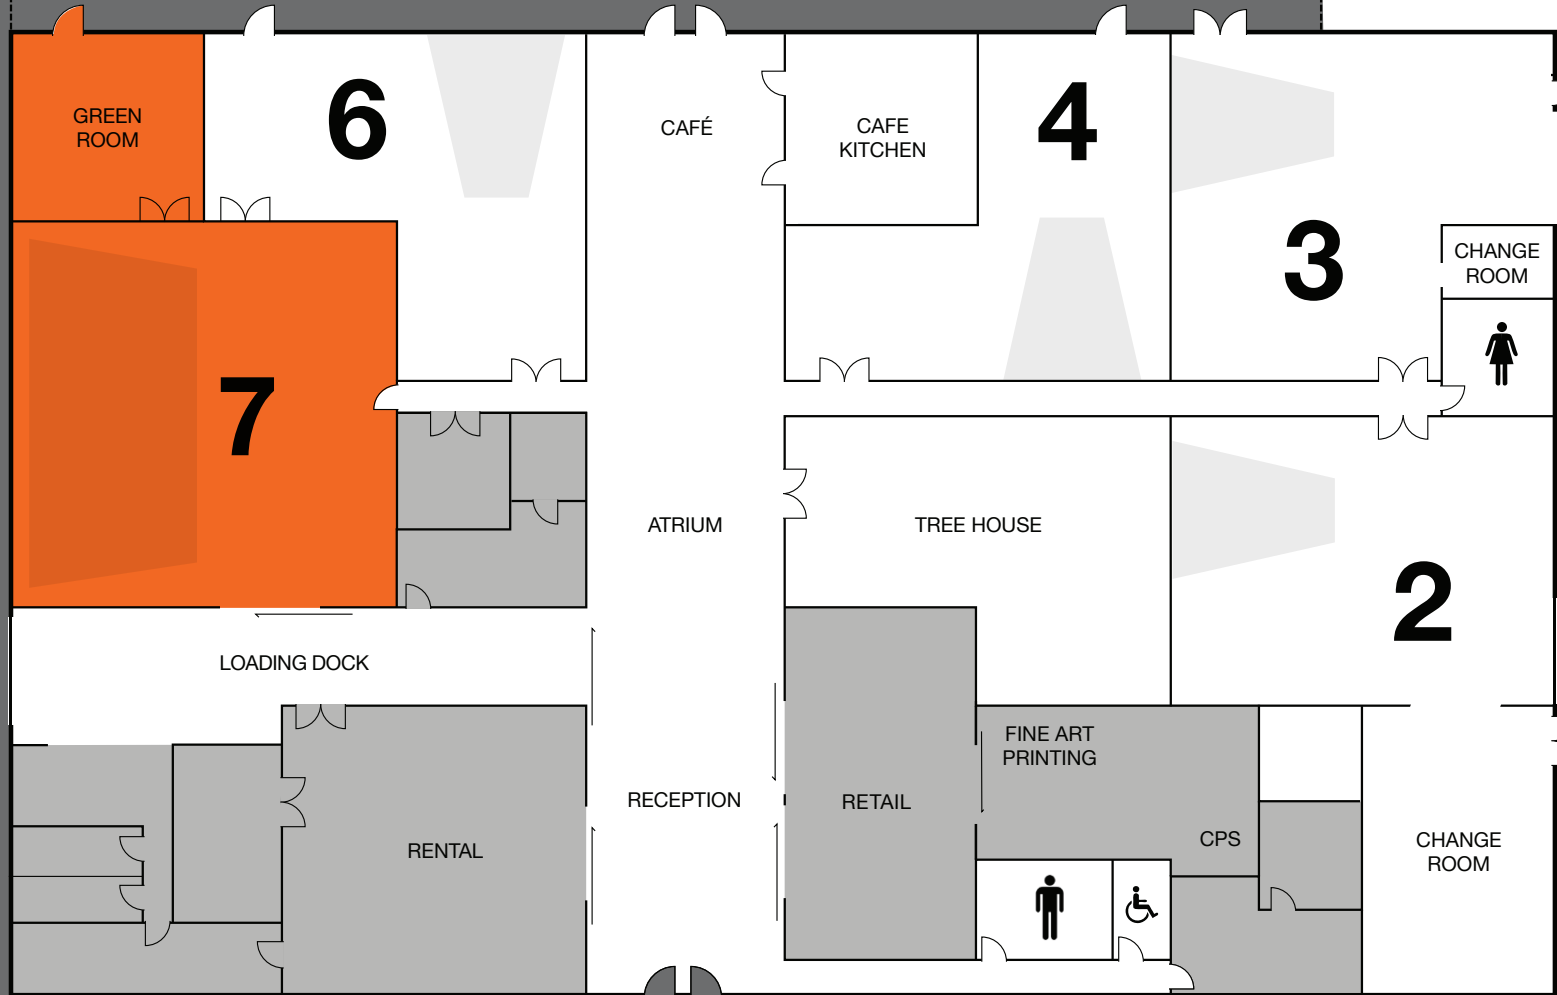 GREEN
ROOM
6
CAFÉ
CAFE
KITCHEN
4
3
CHANGE
ROOM
7
ATRIUM
TREE HOUSE
2
LOADING DOCK
FINE ART
PRINTING
RECEPTION
RETAIL
RENTAL
CPS
CHANGE
ROOM